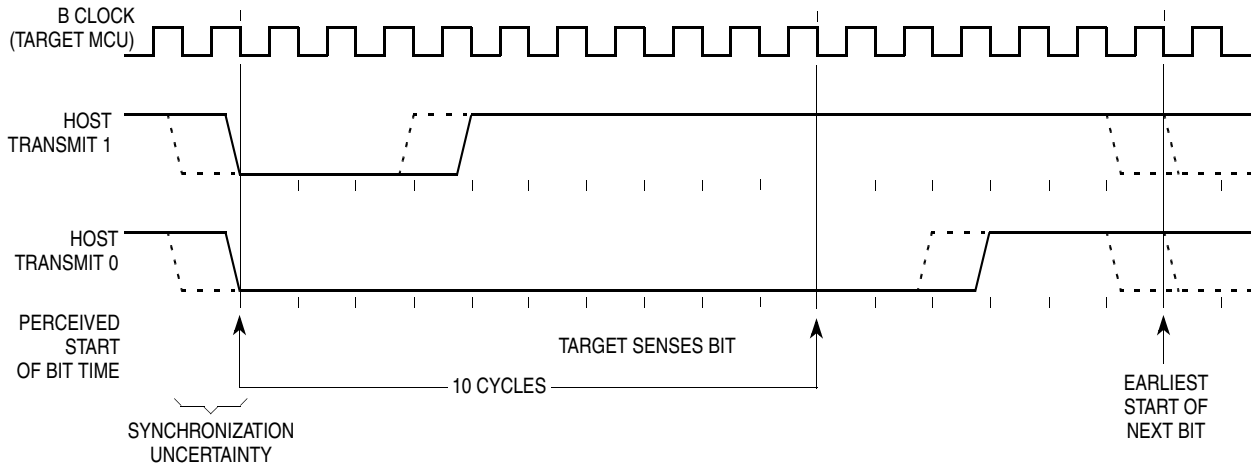 B CLOCK
(TARGET MCU)
HOST
TRANSMIT 1
HOST
TRANSMIT 0
PERCEIVED
START
OF BIT TIME
TARGET SENSES BIT
10 CYCLES
SYNCHRONIZATION
UNCERTAINTY
EARLIEST
START OF
NEXT BIT